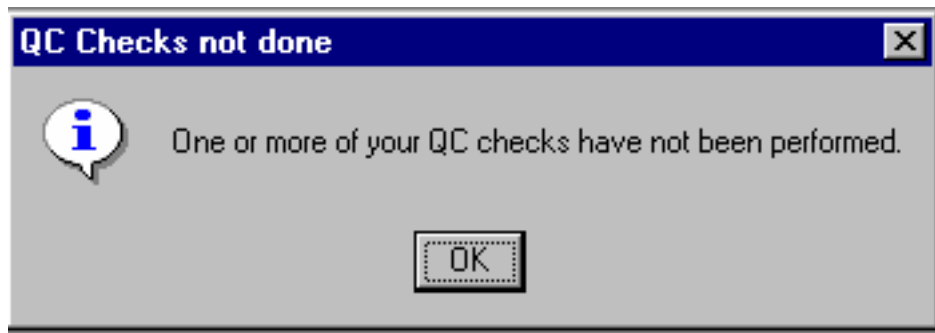 QC Checks not done
One or more of your QC checks have not been performed.
OK